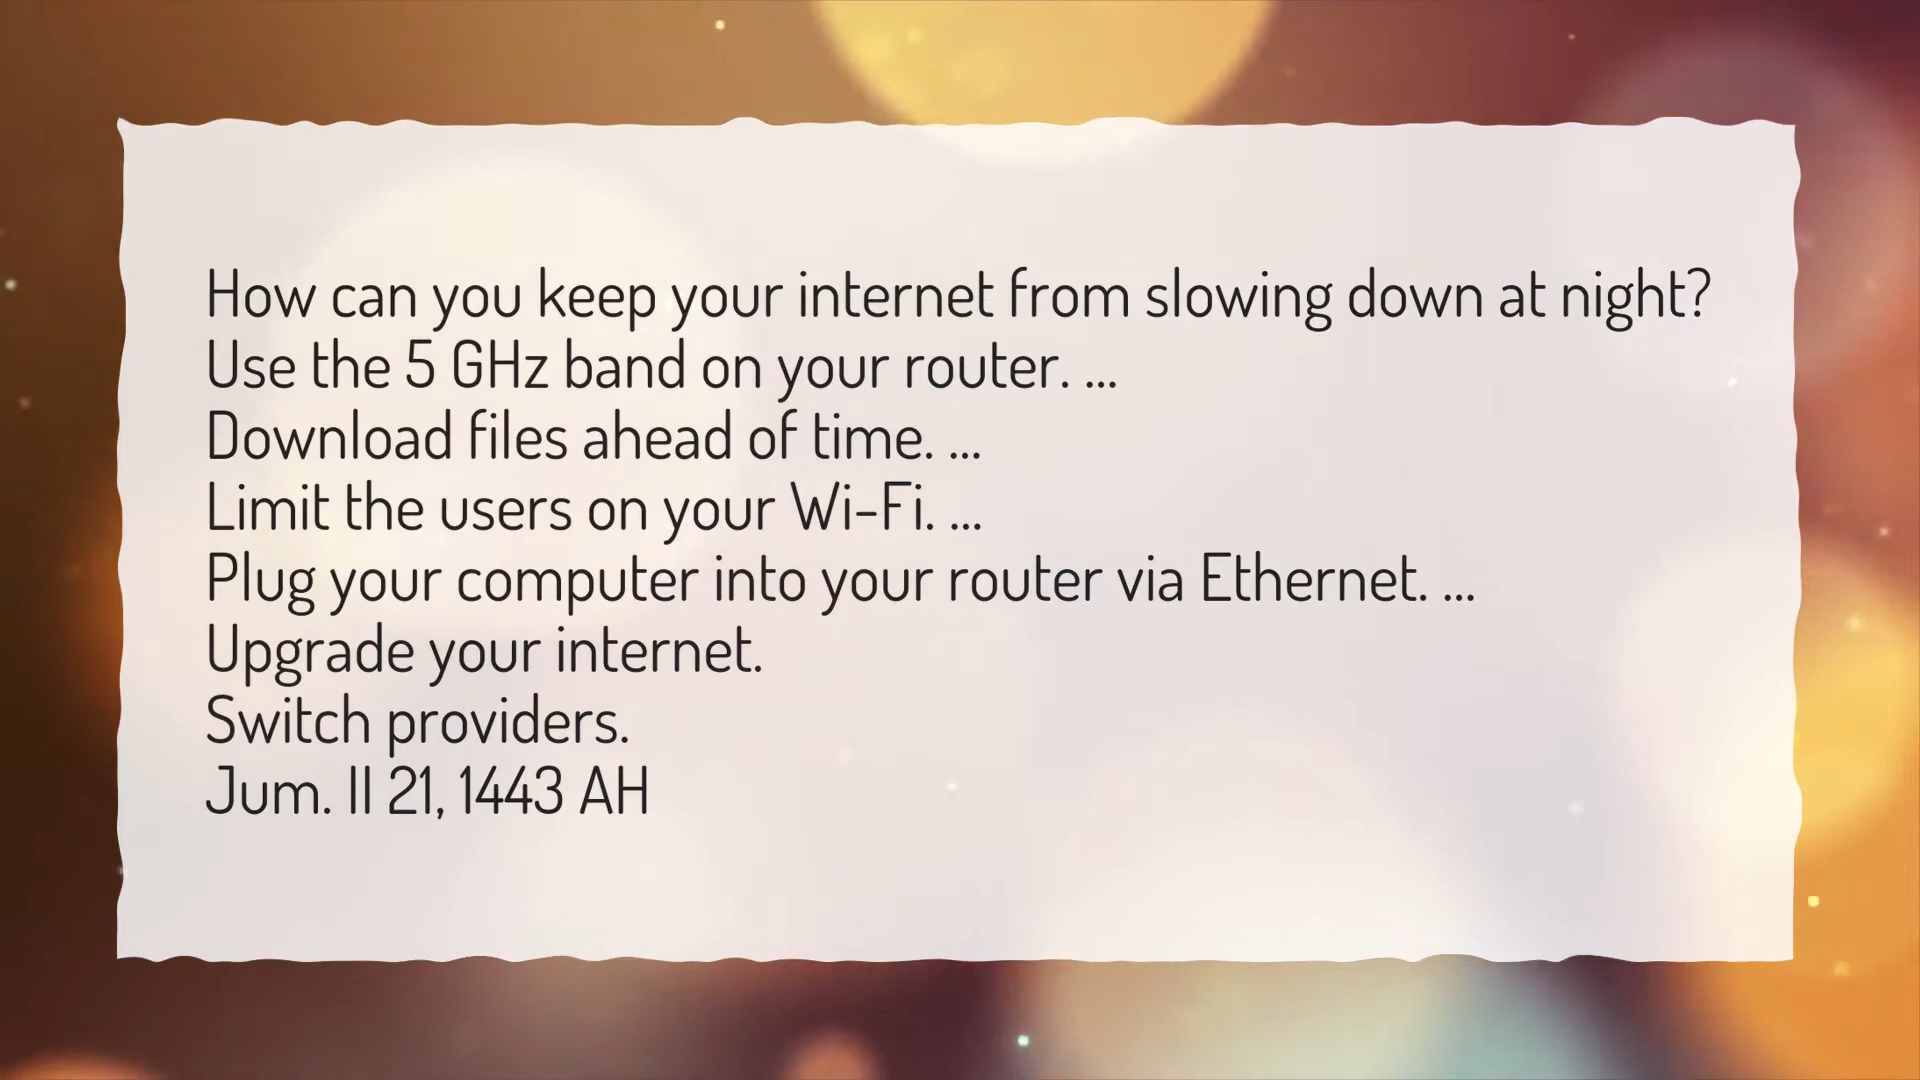 How can you keep your internet from slowing down at night?
Use the 5 GHz band on your router. ...
Download files ahead of time. ...
Limit the users on your Wi-Fi. ...
Plug your computer into your router via Ethernet. ...
Upgrade your internet.
Switch providers.
Jum. II 21, 1443 AH